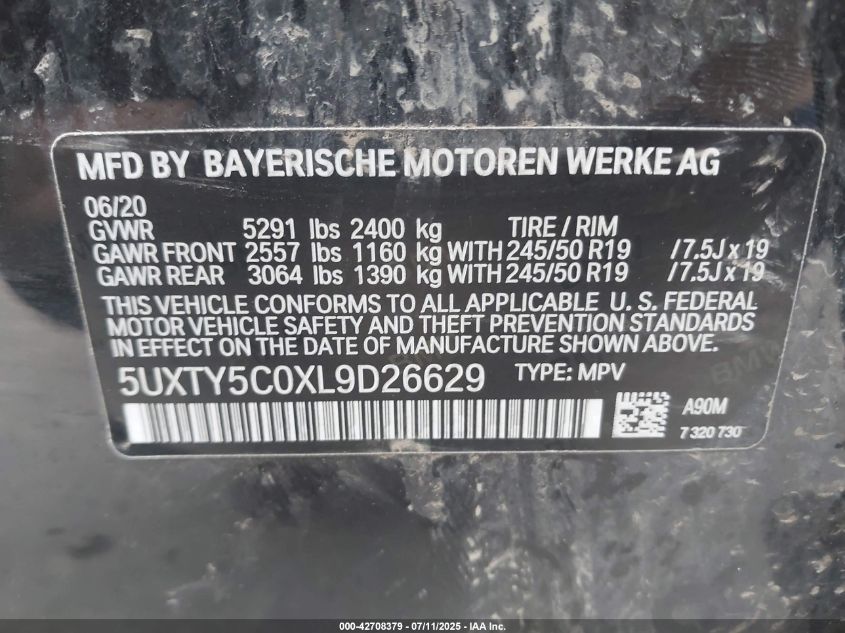 MFD BY BAYERISCHE MOTOREN WERKE AG
06/20
GVWR 5291 lbs 2400 kg TIRE / RIM
GAWR FRONT 2557 lbs 1160 kg WITH 245/50 R19 /7.5J x 19
GAWR REAR 3064 lbs 1390 kg WITH 245/50 R19 /7.5J x 19
THIS VEHICLE CONFORMS TO ALL APPLICABLE U. S. FEDERAL
MOTOR VEHICLE SAFETY AND THEFT PREVENTION STANDARDS
IN EFFECT ON THE DATE OF MANUFACTURE SHOWN ABOVE.
5UXTY5C0XL9D26629 TYPE: MPV
A90M
7 320 730
BMW
000-42708379 - 07/11/2025 - IAA Inc.